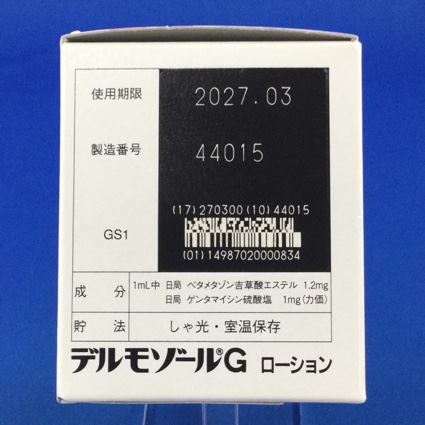 使用期限 2027.03
製造番号 44015
GS1
(17)270300(10)44015
(01)14987020000834
成分 1mL中 日局 ベタメタゾン吉草酸エステル 1.2mg
日局 ゲンタマイシン硫酸塩 1mg(力価)
貯法 しゃ光・室温保存
デルモゾール®G ローション